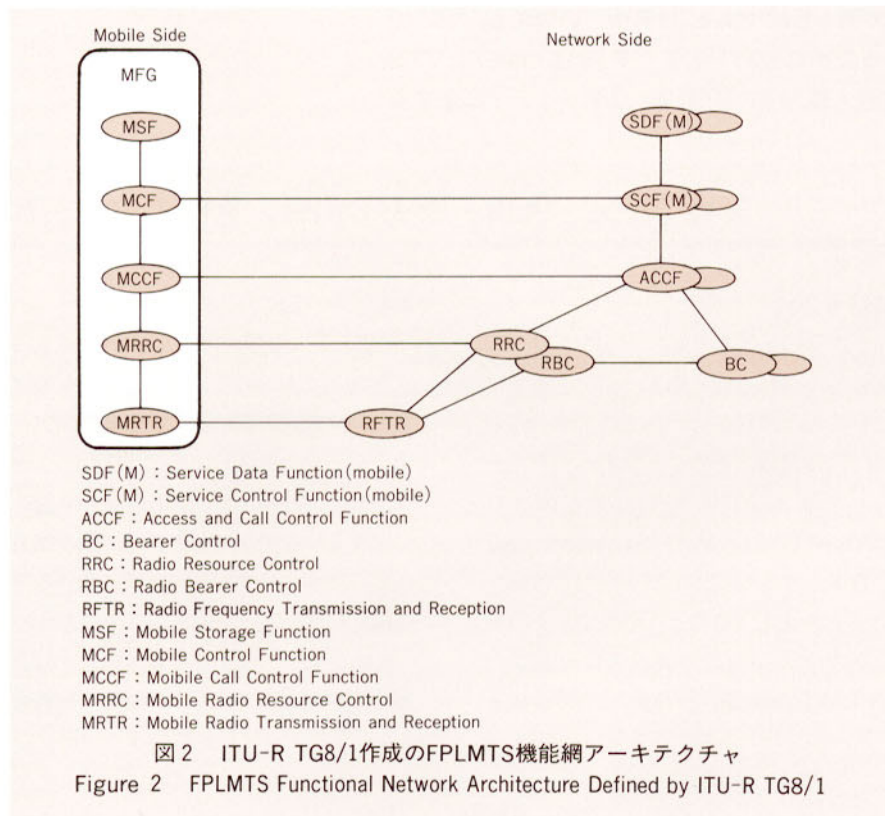 Mobile Side
Network Side
MFG
MSF
SDF(M)
MCF
SCF(M)
MCCF
ACCF
MRRC
RRC
RBC
BC
MRTR
RFTR
SDF(M):Service Data Function(mobile)
SCF(M):Service Control Function(mobile)
ACCF:Access and Call Control Function
BC:Bearer Control
RRC:Radio Resource Control
RBC:Radio Bearer Control
RFTR:Radio Frequency Transmission and Reception
MSF:Mobile Storage Function
MCF:Mobile Control Function
MCCF:Moibile Call Control Function
MRRC:Mobile Radio Resource Control
MRTR:Mobile Radio Transmission and Reception
図2 ITU-R TG8/1作成のFPLMTS機能網アーキテクチャ
Figure 2 FPLMTS Functional Network Architecture Defined by ITU-R TG8/1